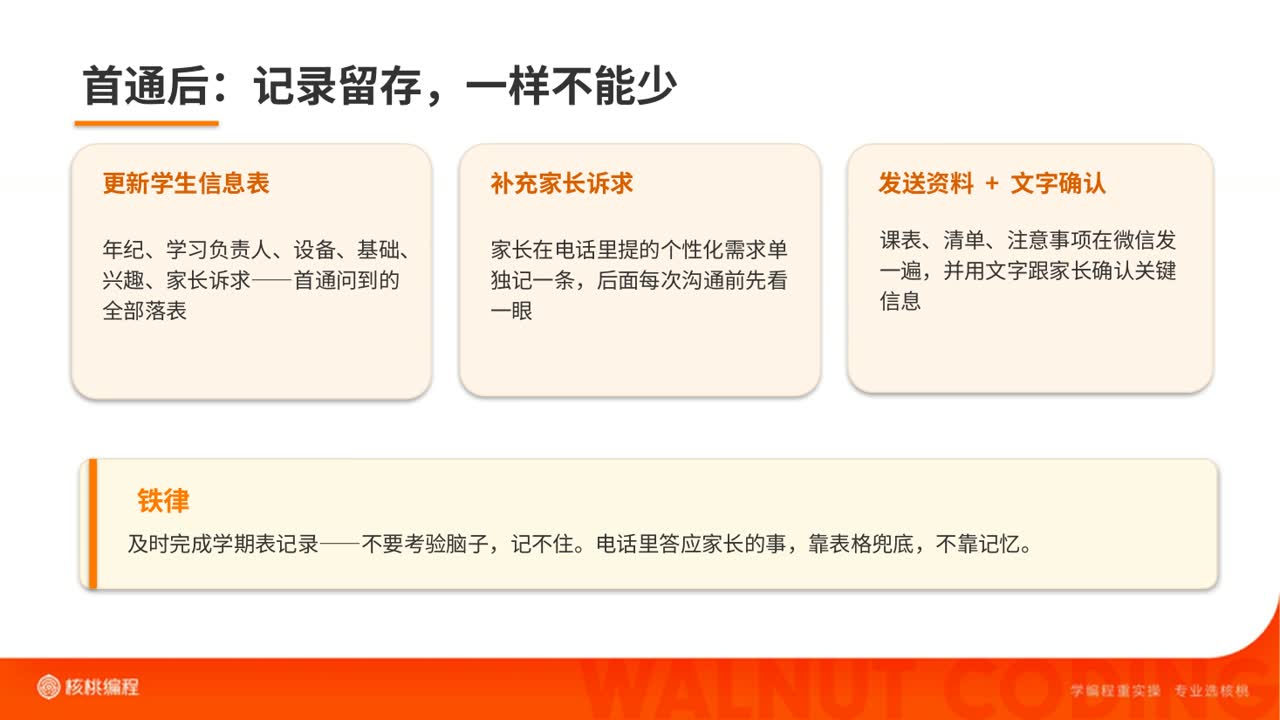 首通后：记录留存，一样不能少
更新学生信息表
年纪、学习负责人、设备、基础、
兴趣、家长诉求——首通问到的
全部落表
补充家长诉求
家长在电话里提的个性化需求单
独记一条，后面每次沟通前先看
一眼
发送资料 + 文字确认
课表、清单、注意事项在微信发
一遍，并用文字跟家长确认关键
信息
铁律
及时完成学期表记录——不要考验脑子，记不住。电话里答应家长的事，靠表格兜底，不靠记忆。
核桃编程
WALNUT CODING
学编程重实操 专业选核桃